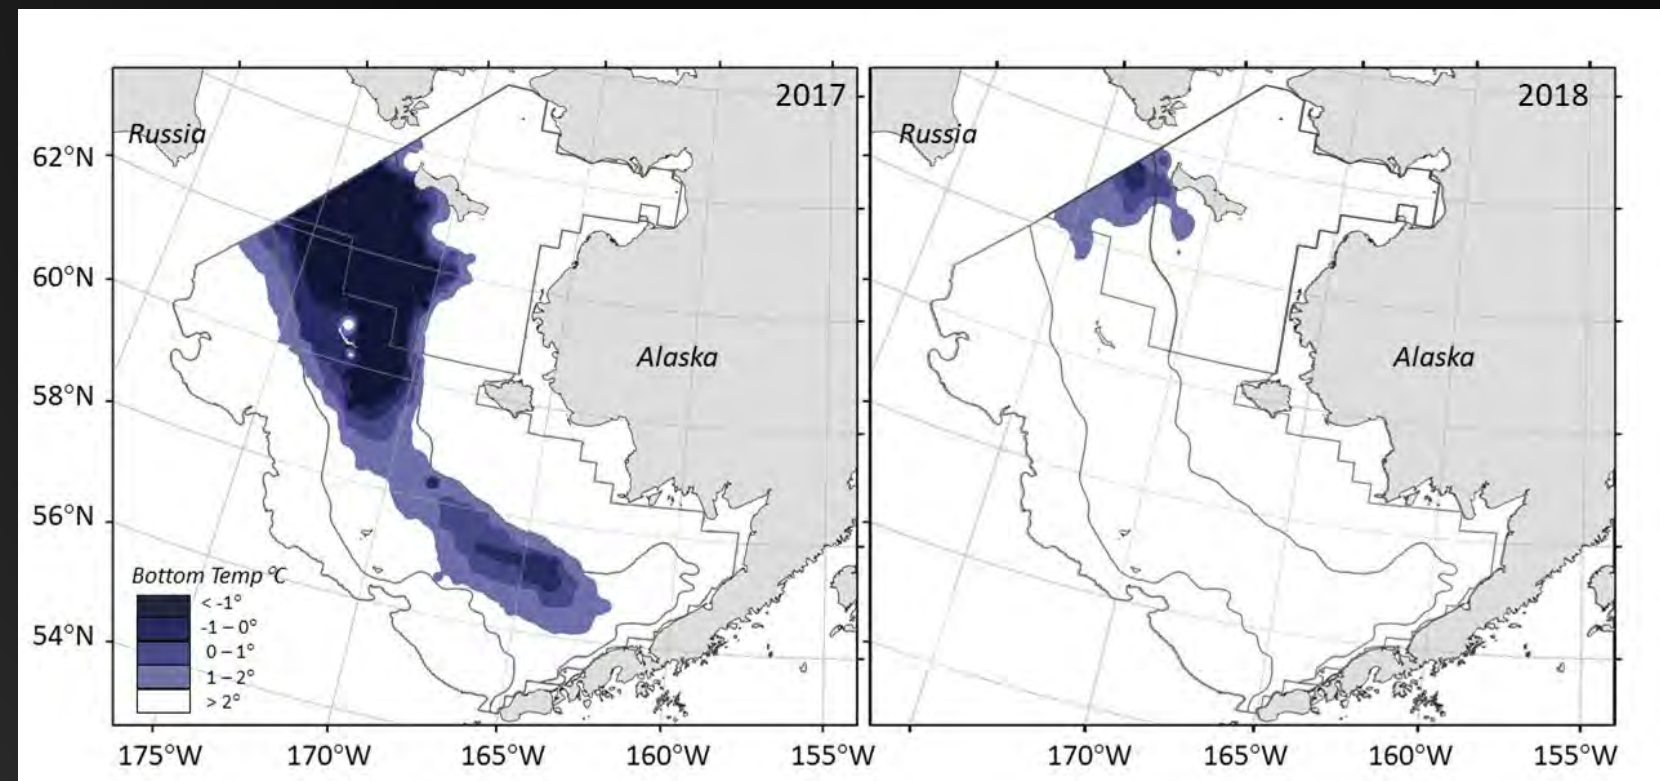 2017
Russia
62°N
60°N
58°N
56°N
54°N
Alaska
Bottom Temp °C
< -1°
-1 – 0°
0 – 1°
1 – 2°
> 2°
175°W 170°W 165°W 160°W 155°W
2018
Russia
Alaska
170°W 165°W 160°W 155°W